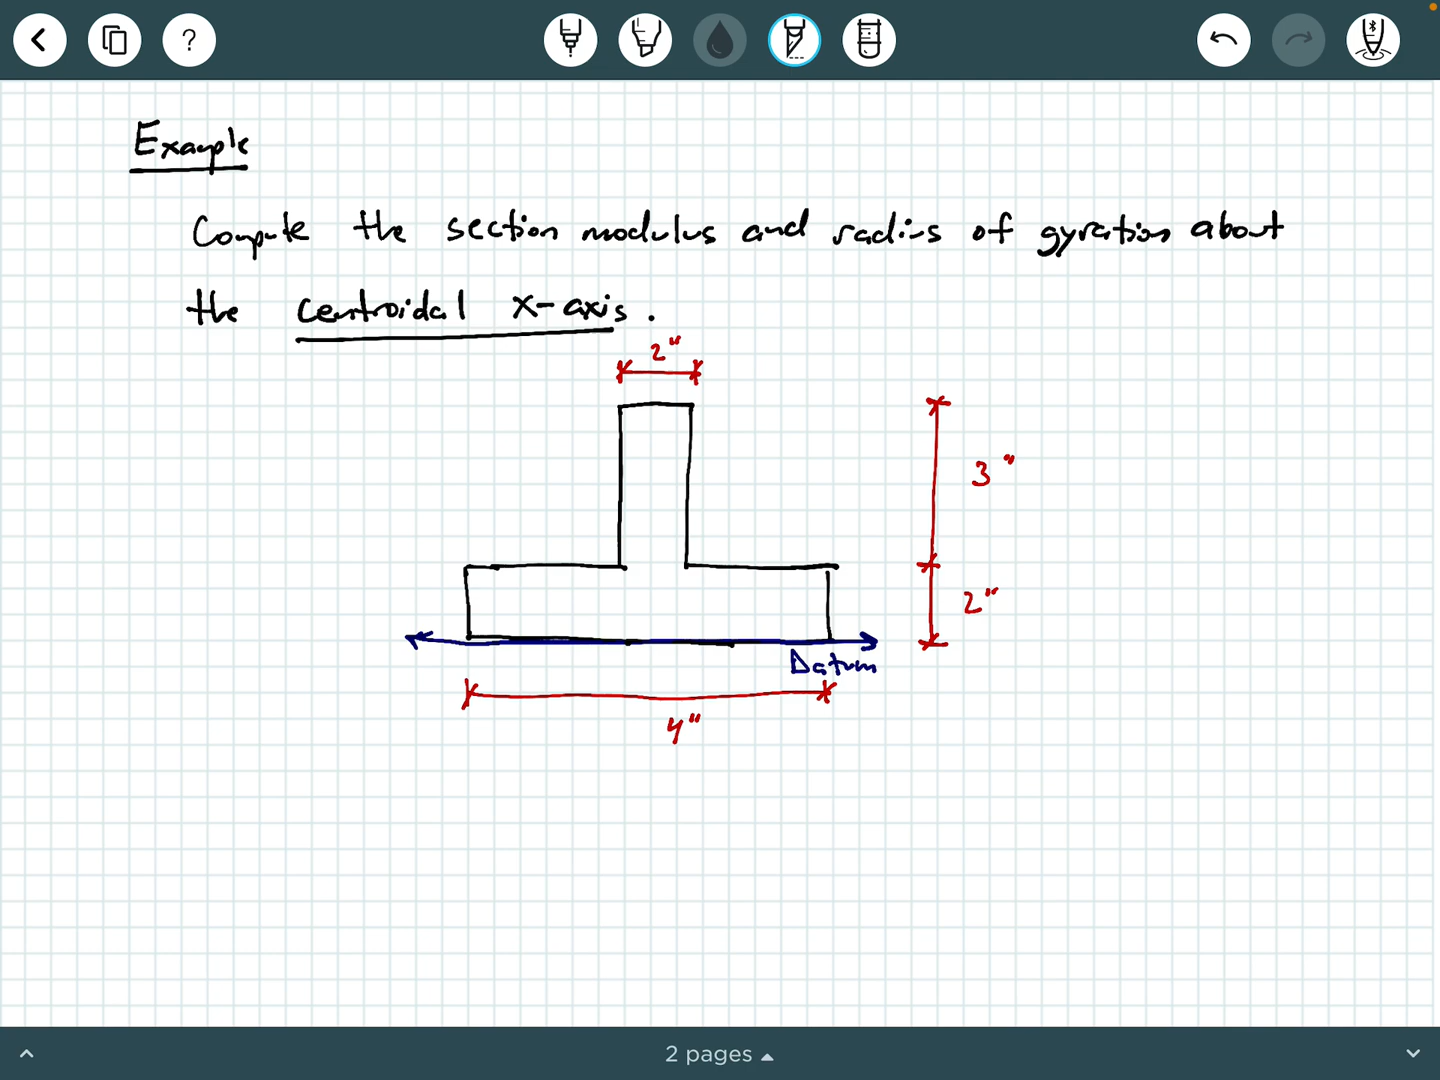 ?
Example
Compute the section modulus and radius of gyration about
the centroidal x-axis.
2"
3"
2"
Datum
4"
2 pages